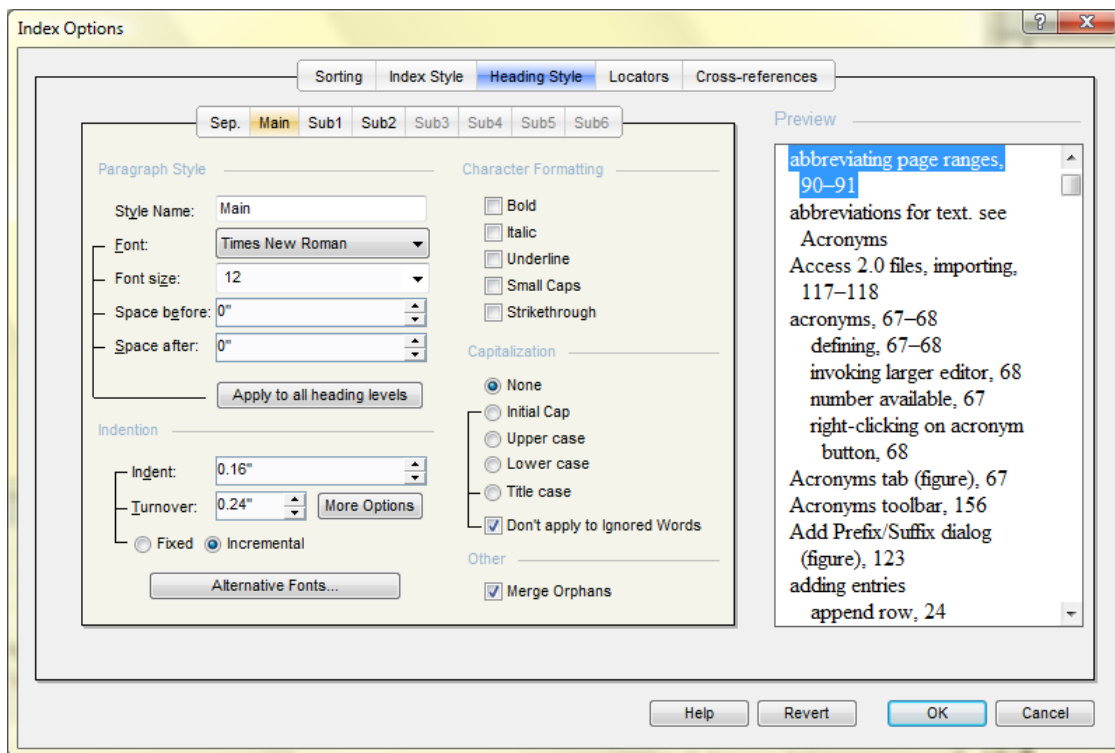 Index Options
?
X
Sorting Index Style Heading Style Locators Cross-references
Sep. Main Sub1 Sub2 Sub3 Sub4 Sub5 Sub6
Paragraph Style
Style Name: Main
Font: Times New Roman
Font size: 12
Space before: 0"
Space after: 0"
Apply to all heading levels
Indention
Indent: 0.16"
Turnover: 0.24" More Options
Fixed Incremental
Alternative Fonts...
Character Formatting
Bold
Italic
Underline
Small Caps
Strikethrough
Capitalization
None
Initial Cap
Upper case
Lower case
Title case
Don't apply to Ignored Words
Other
Merge Orphans
Preview
abbreviating page ranges,
90–91
abbreviations for text. see
Acronyms
Access 2.0 files, importing,
117–118
acronyms, 67–68
defining, 67–68
invoking larger editor, 68
number available, 67
right-clicking on acronym
button, 68
Acronyms tab (figure), 67
Acronyms toolbar, 156
Add Prefix/Suffix dialog
(figure), 123
adding entries
append row, 24
Help Revert OK Cancel